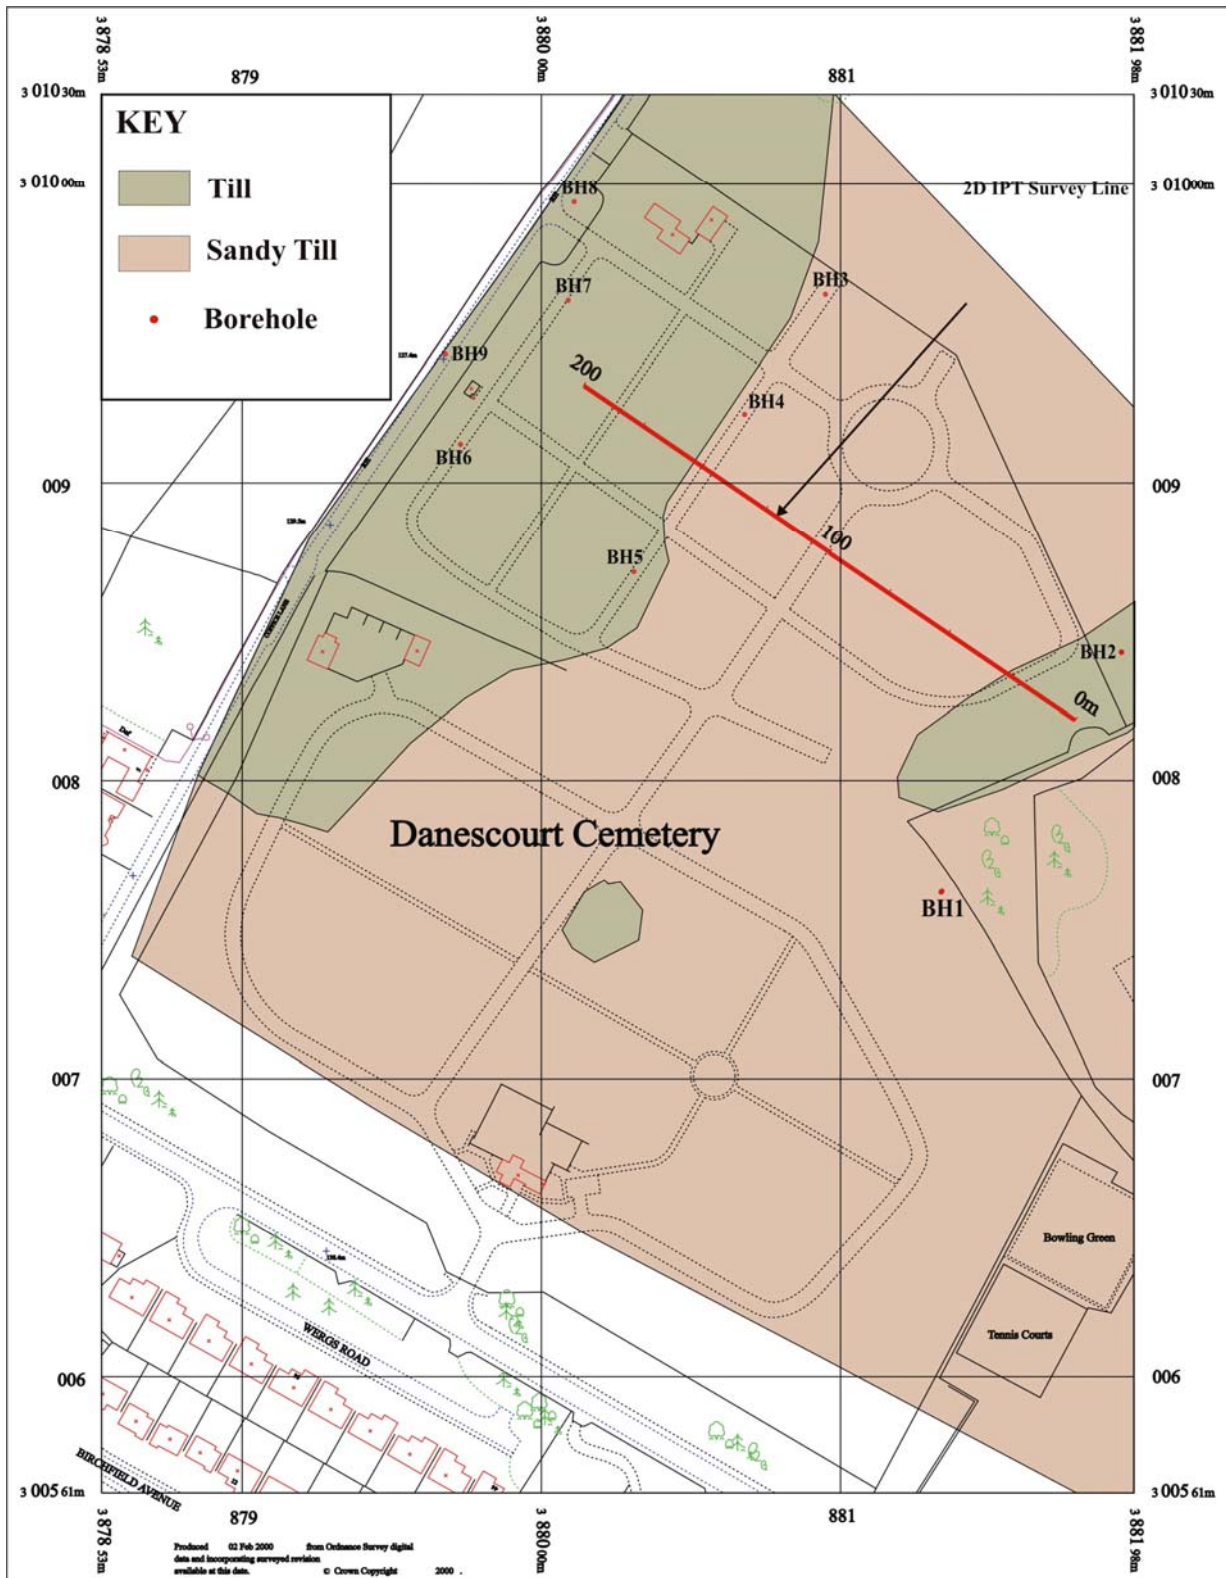 3 878 53m
879
3 880 00m
881
3 881 98m
3 010 30m
3 010 30m
KEY
Till
Sandy Till
Borehole
3 010 00m
3 010 00m
2D IPT Survey Line
BH8
BH7
BH3
BH9
200
BH4
BH6
009
009
100
BH5
BH2
0m
008
008
Danescourt Cemetery
BH1
007
007
Bowling Green
Tennis Courts
WERGS ROAD
006
006
BIRCHFIELD AVENUE
3 005 61m
3 005 61m
3 878 53m
879
3 880 00m
881
3 881 98m
Produced 02 Feb 2000 from Ordnance Survey digital
data and incorporating surveyed revision
available at this date. © Crown Copyright 2000 .